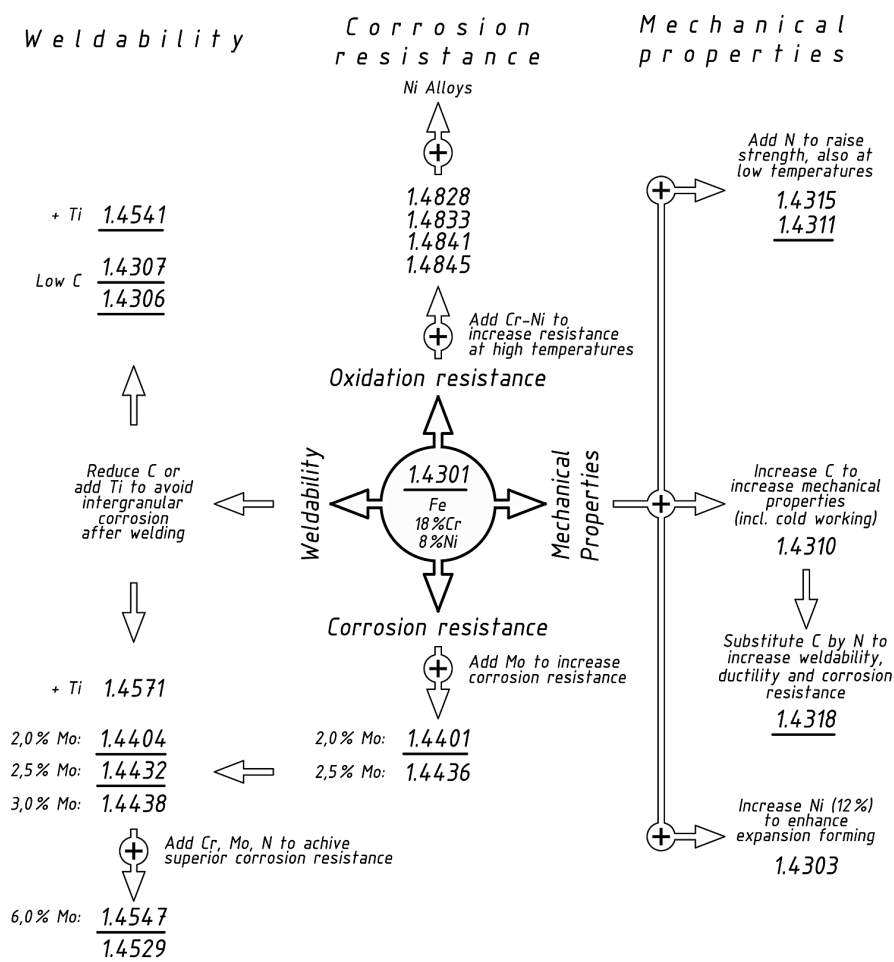 Weldability
Corrosion
resistance
Mechanical
properties
Ni Alloys
1.4828
1.4833
1.4841
1.4845
Add Cr-Ni to
increase resistance
at high temperatures
Oxidation resistance
+ Ti 1.4541
Low C 1.4307
1.4306
Reduce C or
add Ti to avoid
intergranular
corrosion
after welding
Weldability
1.4301
Fe
18%Cr
8%Ni
Mechanical
Properties
Corrosion resistance
Add Mo to increase
corrosion resistance
2,0% Mo: 1.4401
2,5% Mo: 1.4436
+ Ti 1.4571
2,0% Mo: 1.4404
2,5% Mo: 1.4432
3,0% Mo: 1.4438
Add Cr, Mo, N to achive
superior corrosion resistance
6,0% Mo: 1.4547
1.4529
Add N to raise
strength, also at
low temperatures
1.4315
1.4311
Increase C to
increase mechanical
properties
(incl. cold working)
1.4310
Substitute C by N to
increase weldability,
ductility and corrosion
resistance
1.4318
Increase Ni (12%)
to enhance
expansion forming
1.4303